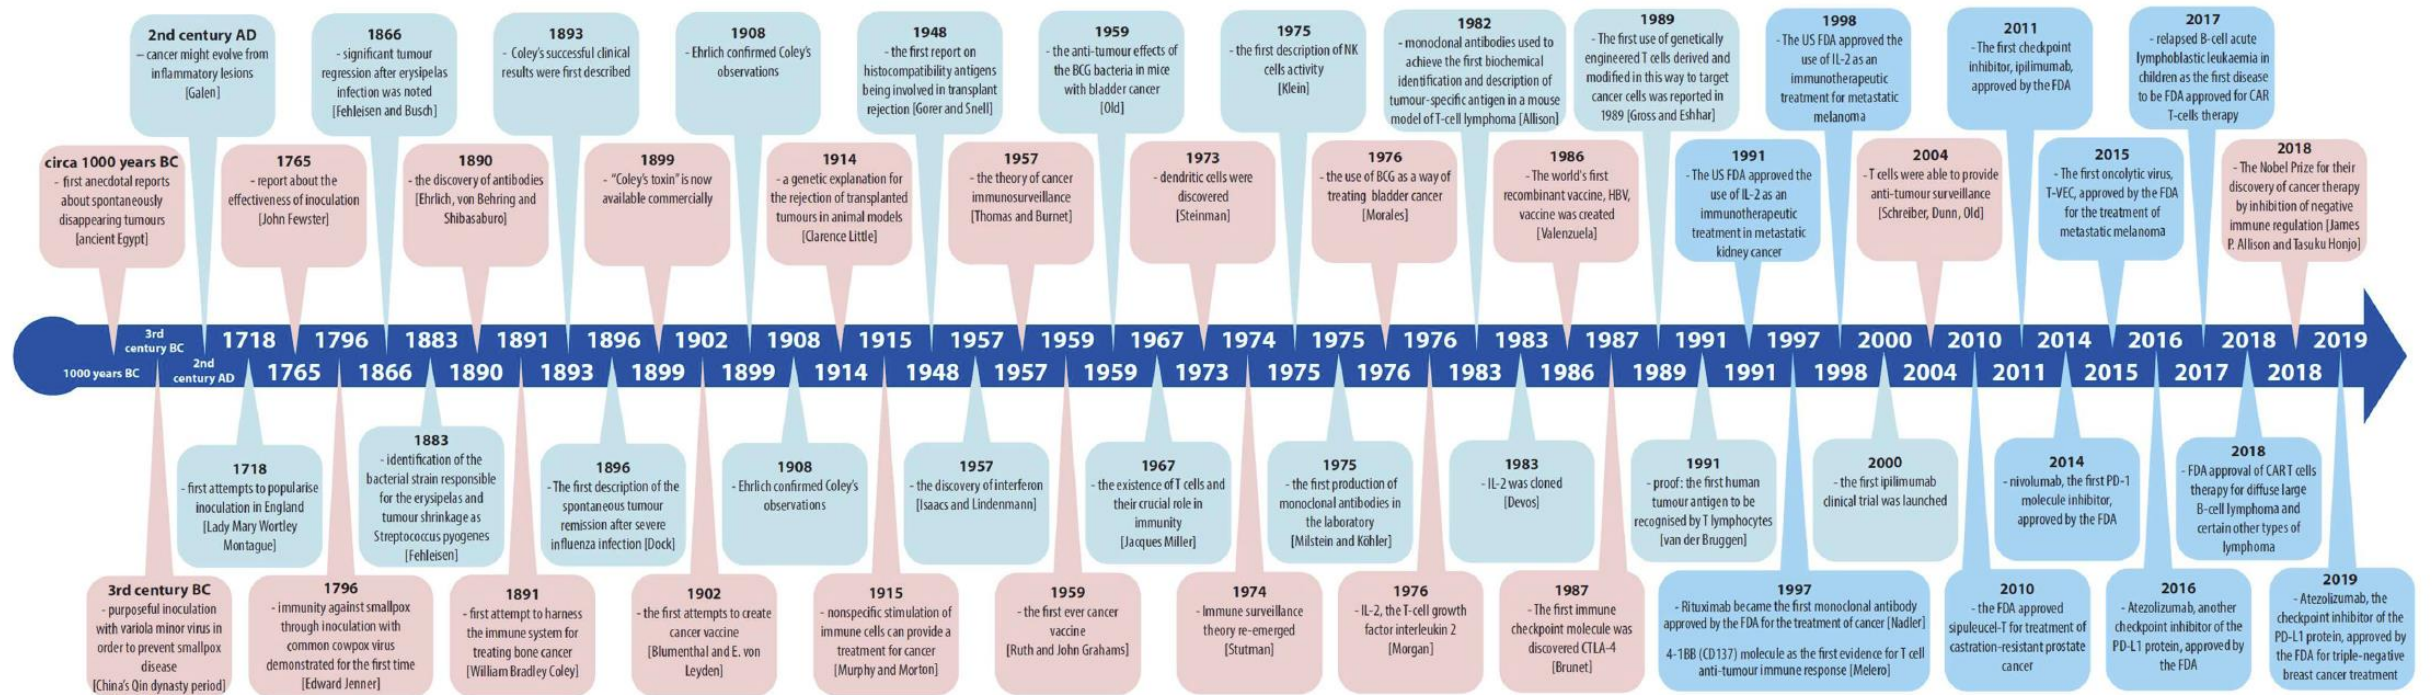 2nd century AD
– cancer might evolve from
inflammatory lesions
[Galen]
1866
- significant tumour
regression after erysipelas
infection was noted
[Fehleisen and Busch]
1893
- Coley's successful clinical
results were first described
1908
- Ehrlich confirmed Coley's
observations
1948
- the first report on
histocompatibility antigens
being involved in transplant
rejection [Gorer and Snell]
1959
- the anti-tumour effects of
the BCG bacteria in mice
with bladder cancer
[Old]
1975
- the first description of NK
cells activity
[Klein]
1982
- monoclonal antibodies used to
achieve the first biochemical
identification and description of
tumour-specific antigen in a mouse
model of T-cell lymphoma [Allison]
1989
- The first use of genetically
engineered T cells derived and
modified in this way to target
cancer cells was reported in
1989 [Gross and Eshhar]
1998
- The US FDA approved the
use of IL-2 as an
immunotherapeutic
treatment for metastatic
melanoma
2011
- The first checkpoint
inhibitor, ipilimumab,
approved by the FDA
2017
- relapsed B-cell acute
lymphoblastic leukaemia in
children as the first disease
to be FDA approved for CAR
T-cells therapy
circa 1000 years BC
- first anecdotal reports
about spontaneously
disappearing tumours
[ancient Egypt]
1765
- report about the
effectiveness of inoculation
[John Fewster]
1890
- the discovery of antibodies
[Ehrlich, von Behring and
Shibasaburo]
1899
- "Coley's toxin" is now
available commercially
1914
- a genetic explanation for
the rejection of transplanted
tumours in animal models
[Clarence Little]
1957
- the theory of cancer
immunosurveillance
[Thomas and Burnet]
1973
- dendritic cells were
discovered
[Steinman]
1976
- the use of BCG as a way of
treating bladder cancer
[Morales]
1986
- The world's first
recombinant vaccine, HBV,
vaccine was created
[Valenzuela]
1991
- The US FDA approved the
use of IL-2 as an
immunotherapeutic
treatment in metastatic
kidney cancer
2004
- T cells were able to provide
anti-tumour surveillance
[Schreiber, Dunn, Old]
2015
- The first oncolytic virus,
T-VEC, approved by the FDA
for the treatment of
metastatic melanoma
2018
- The Nobel Prize for their
discovery of cancer therapy
by inhibition of negative
immune regulation [James
P. Allison and Tasuku Honjo]
3rd
century BC
1718 1796 1883 1891 1896 1902 1908 1915 1957 1959 1967 1974 1975 1976 1983 1987 1991 1997 2000 2010 2014 2016 2018 2019
1000 years BC
2nd
century AD
1765 1866 1890 1893 1899 1899 1914 1948 1957 1959 1973 1975 1976 1983 1986 1989 1991 1998 2004 2011 2015 2017 2018
1718
- first attempts to popularise
inoculation in England
[Lady Mary Wortley
Montague]
1883
- identification of the
bacterial strain responsible
for the erysipelas and
tumour shrinkage as
Streptococcus pyogenes
[Fehleisen]
1896
- The first description of the
spontaneous tumour
remission after severe
influenza infection [Dock]
1908
- Ehrlich confirmed Coley's
observations
1957
- the discovery of interferon
[Isaacs and Lindenmann]
1967
- the existence of T cells and
their crucial role in
immunity
[Jacques Miller]
1975
- the first production of
monoclonal antibodies in
the laboratory
[Milstein and Köhler]
1983
- IL-2 was cloned
[Devos]
1991
- proof: the first human
tumour antigen to be
recognised by T lymphocytes
[van der Bruggen]
2000
- the first ipilimumab
clinical trial was launched
2014
- nivolumab, the first PD-1
molecule inhibitor,
approved by the FDA
2018
- FDA approval of CAR T cells
therapy for diffuse large
B-cell lymphoma and
certain other types of
lymphoma
3rd century BC
- purposeful inoculation
with variola minor virus in
order to prevent smallpox
disease
[China's Qin dynasty period]
1796
- immunity against smallpox
through inoculation with
common cowpox virus
demonstrated for the first time
[Edward Jenner]
1891
- first attempt to harness
the immune system for
treating bone cancer
[William Bradley Coley]
1902
- the first attempts to create
cancer vaccine
[Blumenthal and E. von
Leyden]
1915
- nonspecific stimulation of
immune cells can provide a
treatment for cancer
[Murphy and Morton]
1959
- the first ever cancer
vaccine
[Ruth and John Grahams]
1974
- Immune surveillance
theory re-emerged
[Stutman]
1976
- IL-2, the T-cell growth
factor interleukin 2
[Morgan]
1987
- The first immune
checkpoint molecule was
discovered CTLA-4
[Brunet]
1997
- Rituximab became the first monoclonal antibody
approved by the FDA for the treatment of cancer [Nadler]
4-1BB (CD137) molecule as the first evidence for T cell
anti-tumour immune response [Melero]
2010
- the FDA approved
sipuleucel-T for treatment of
castration-resistant prostate
cancer
2016
- Atezolizumab, another
checkpoint inhibitor of the
PD-L1 protein, approved by
the FDA
2019
- Atezolizumab, the
checkpoint inhibitor of the
PD-L1 protein, approved by
the FDA for triple-negative
breast cancer treatment